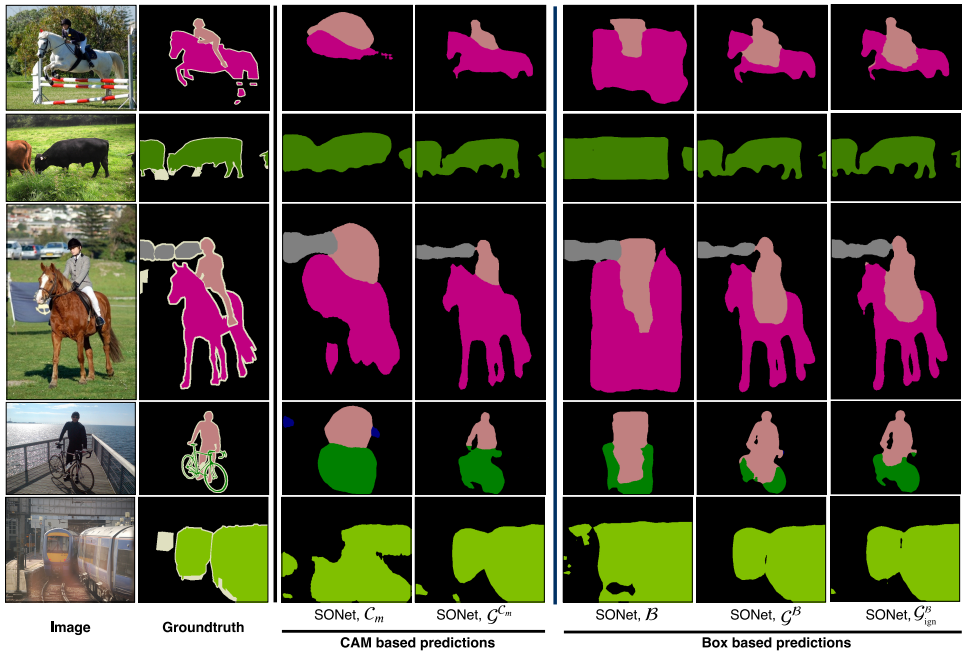 SONet, C_m SONet, G^{C_m} SONet, B SONet, G^B SONet, G^B_ign
Image Groundtruth
CAM based predictions Box based predictions